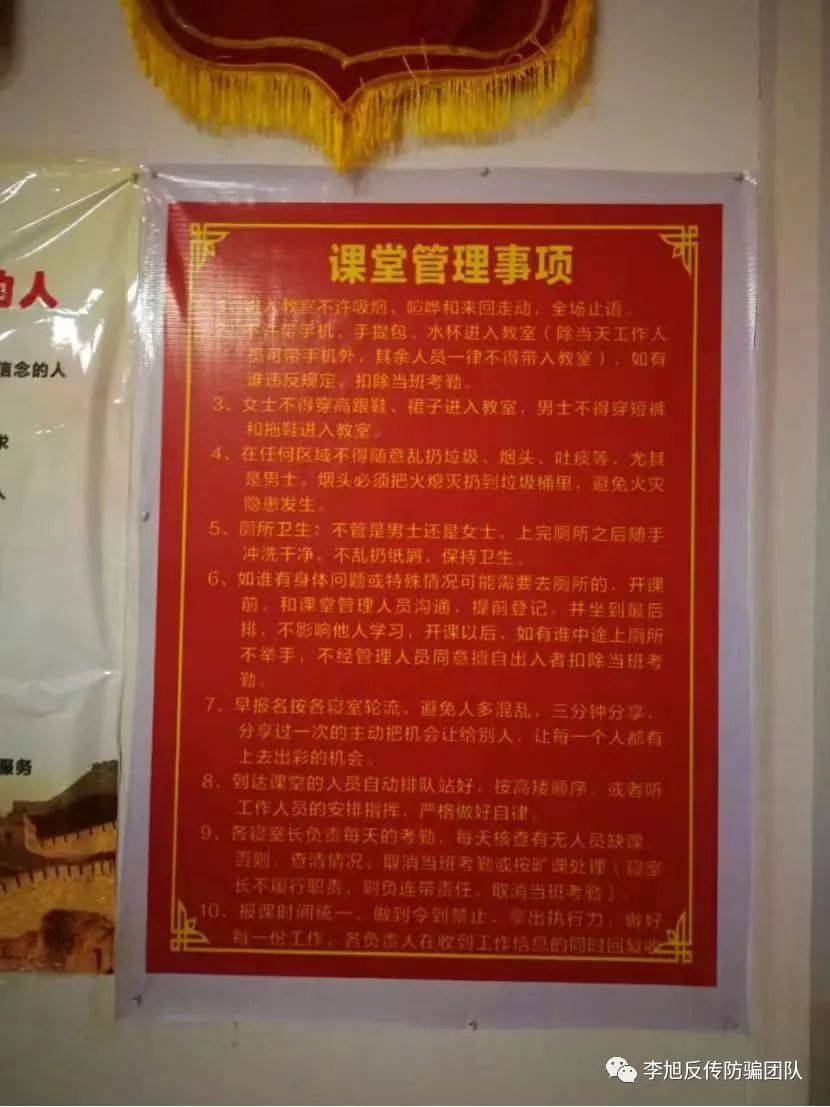 的人
信念的人
求
人
服务
课堂管理事项
1、进入教室不许吸烟、喧哗和来回走动，全场止语。
2、不许带手机、手提包、水杯进入教室（除当天工作人
员可带手机外，其余人员一律不得带入教室），如有
谁违反规定，扣除当班考勤。
3、女士不得穿高跟鞋、裙子进入教室，男士不得穿短裤
和拖鞋进入教室。
4、在任何区域不得随意乱扔垃圾、烟头、吐痰等，尤其
是男士，烟头必须把火熄灭扔到垃圾桶里，避免火灾
隐患发生。
5、厕所卫生：不管是男士还是女士，上完厕所之后随手
冲洗干净，不乱扔纸屑，保持卫生。
6、如谁有身体问题或特殊情况可能需要去厕所的，开课
前，和课堂管理人员沟通，提前登记，并坐到最后
排，不影响他人学习，开课以后，如有谁中途上厕所
不举手，不经管理人员同意擅自出入者扣除当班考
勤。
7、早报名按各寝室轮流，避免人多混乱，三分钟分享，
分享过一次的主动把机会让给别人，让每一个人都有
上去出彩的机会。
8、到达课堂的人员自动排队站好，按高矮顺序，或者听
工作人员的安排指挥，严格做好自律。
9、各寝室长负责每天的考勤，每天核查有无人员缺课，
否则，查清情况，取消当班考勤或按旷课处理（寝室
长不履行职责，则负连带责任，取消当班考勤）。
10、报课时间统一，做到令到禁止，拿出执行力，做好
每一份工作，各负责人在收到工作信息的同时回复收
李旭反传防骗团队